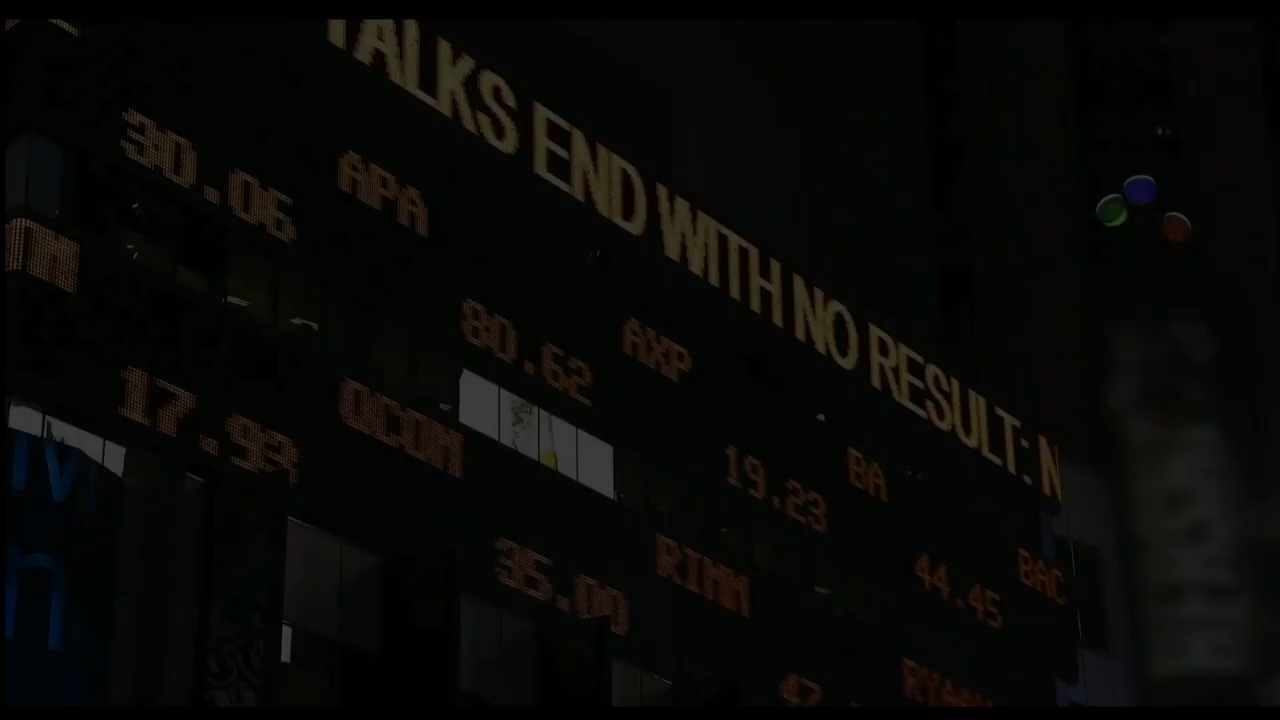 TALKS END WITH NO RESULT: N
30.06 APA
80.62 AXP
19.23 BA
44.45 BAC
17.93 QCOM
35.00 RIMM
47